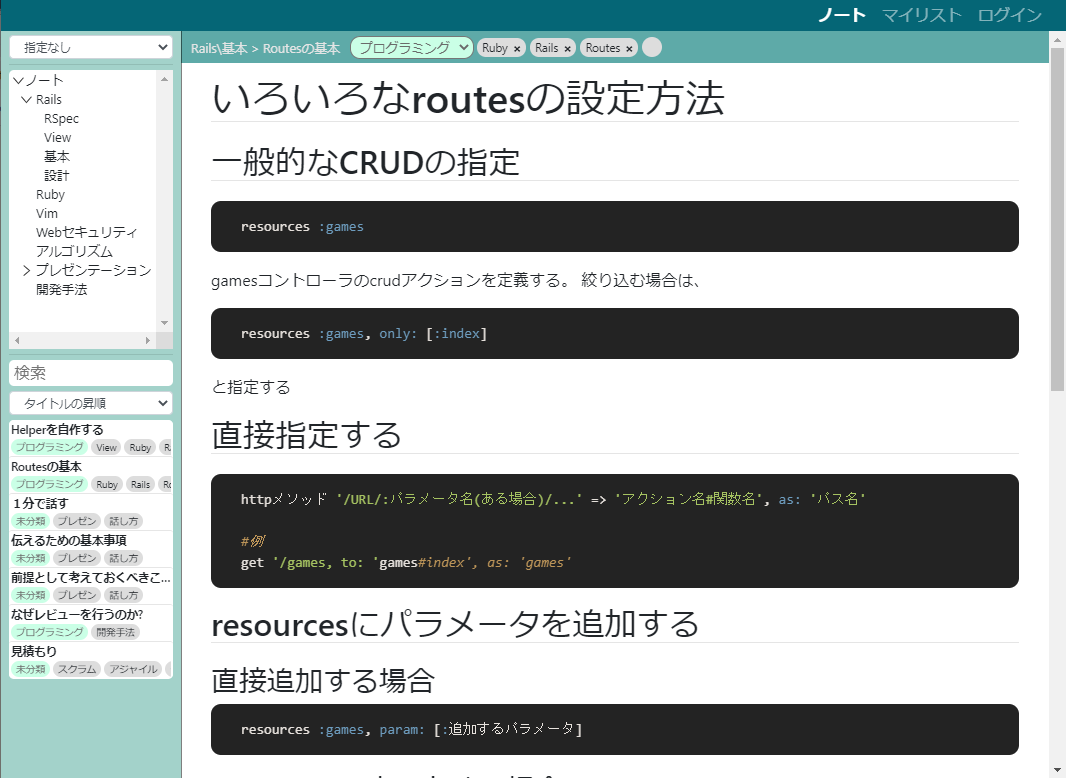 ノート マイリスト ログイン
指定なし
Rails\基本 > Routesの基本 プログラミング Ruby × Rails × Routes ×
ノート
Rails
RSpec
View
基本
設計
Ruby
Vim
Webセキュリティ
アルゴリズム
プレゼンテーション
開発手法
検索
タイトルの昇順
Helperを自作する
プログラミング View Ruby
Routesの基本
プログラミング Ruby Rails
１分で話す
未分類 プレゼン 話し方
伝えるための基本事項
未分類 プレゼン 話し方
前提として考えておくべきこ...
未分類 プレゼン 話し方
なぜレビューを行うのか?
プログラミング 開発手法
見積もり
未分類 スクラム アジャイル
いろいろなroutesの設定方法
一般的なCRUDの指定
resources :games
gamesコントローラのcrudアクションを定義する。 絞り込む場合は、
resources :games, only: [:index]
と指定する
直接指定する
httpメソッド '/URL/:パラメータ名(ある場合)/...' => 'アクション名#関数名', as: 'パス名'
#例
get '/games, to: 'games#index', as: 'games'
resourcesにパラメータを追加する
直接追加する場合
resources :games, param: [:追加するパラメータ]